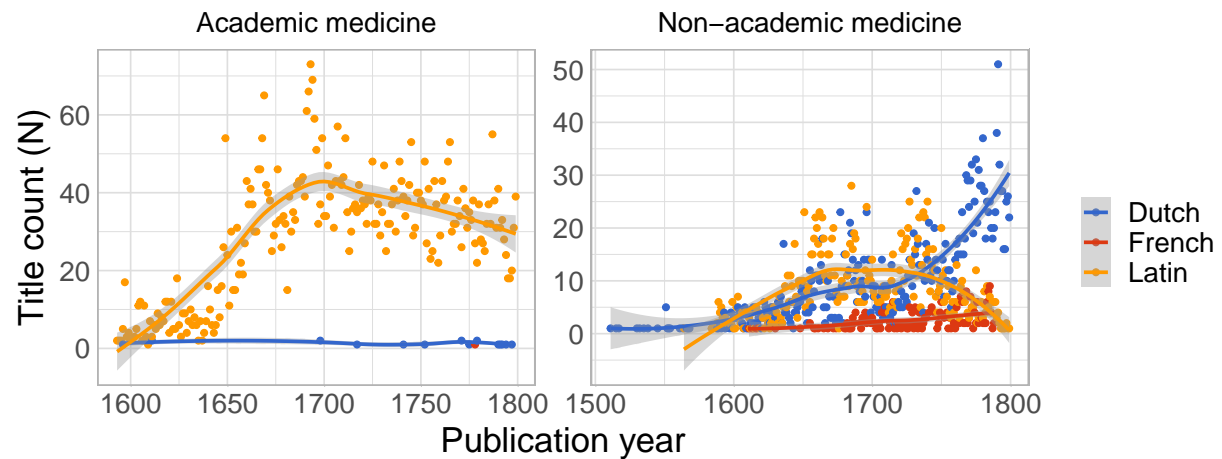 Academic medicine
Non−academic medicine
Title count (N)
60
40
20
0
50
40
30
20
10
0
1600 1650 1700 1750 1800
1500 1600 1700 1800
Publication year
Dutch
French
Latin